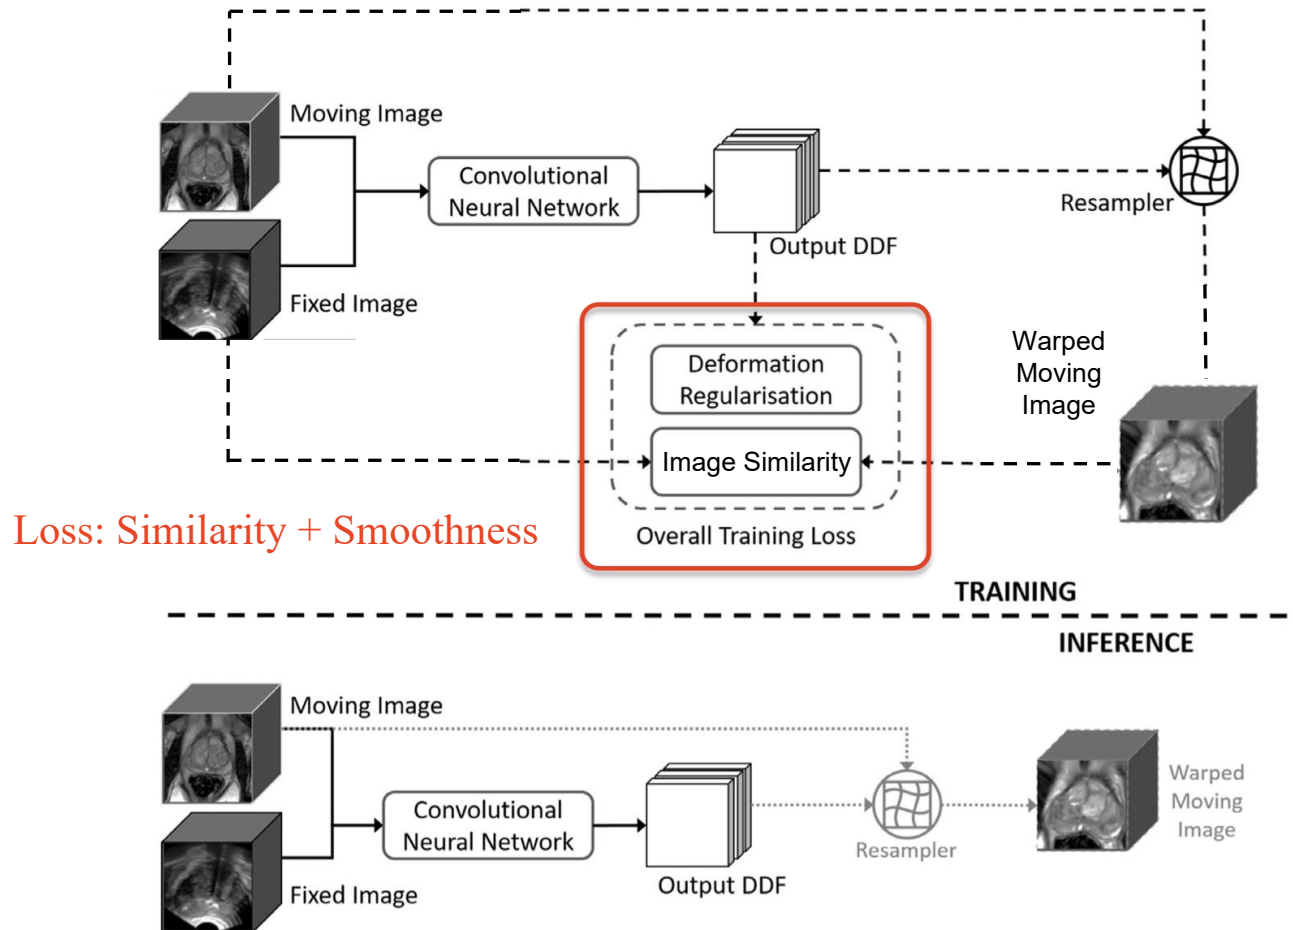 Moving Image
Convolutional
Neural Network
Resampler
Output DDF
Fixed Image
Deformation
Regularisation
Warped
Moving
Image
Image Similarity
Loss: Similarity + Smoothness
Overall Training Loss
TRAINING
INFERENCE
Moving Image
Convolutional
Neural Network
Resampler
Warped
Moving
Image
Output DDF
Fixed Image